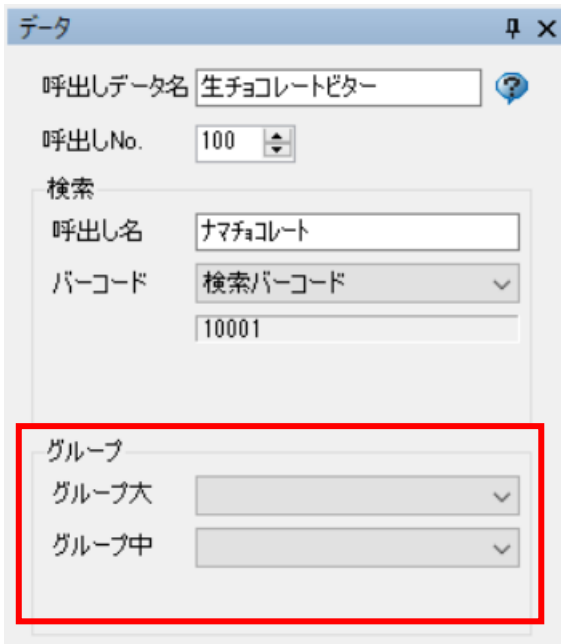 データ
呼出しデータ名 生チョコレートビター
呼出しNo. 100
検索
呼出し名 ナマチョコレート
バーコード 検索バーコード
10001
グループ
グループ大
グループ中